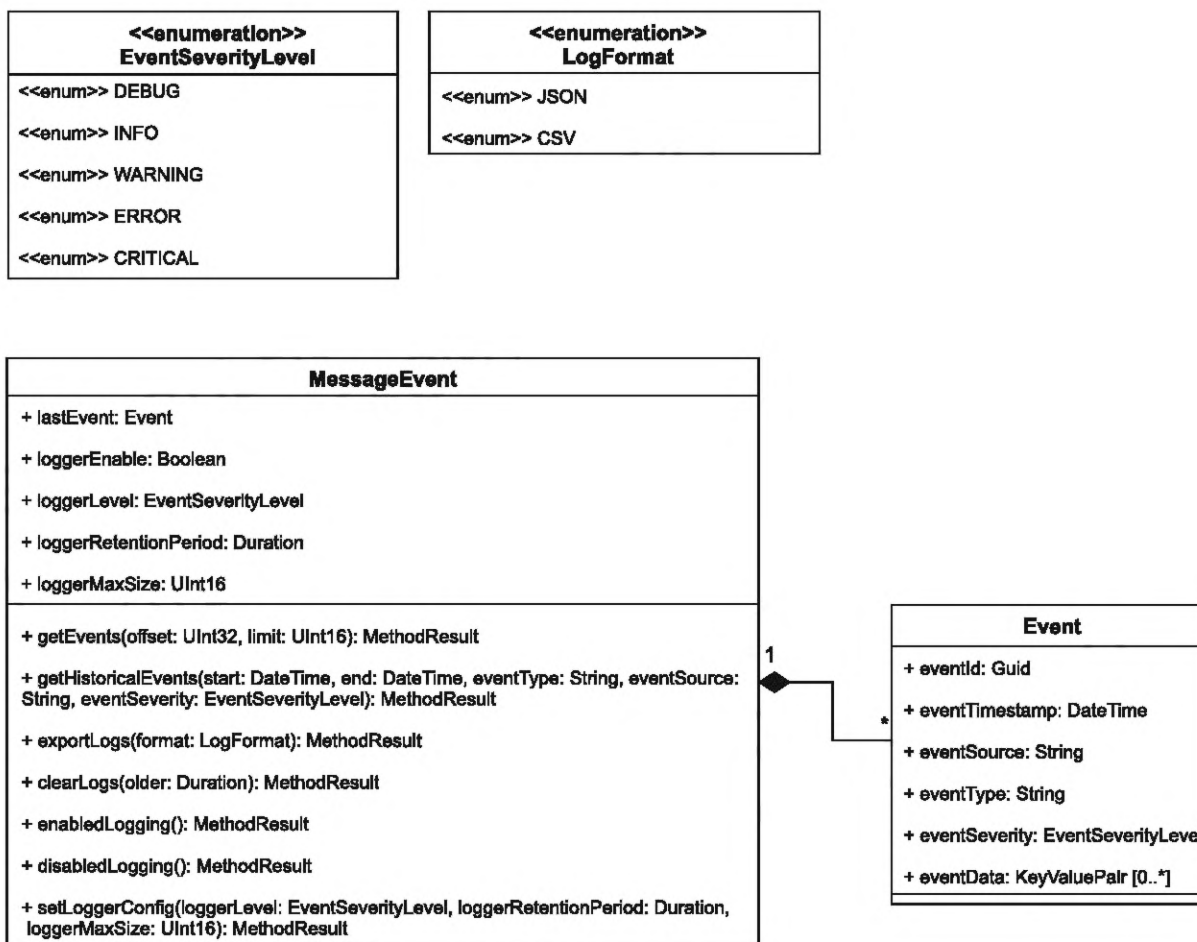 <<enumeration>>
EventSeverityLevel
<<enum>> DEBUG
<<enum>> INFO
<<enum>> WARNING
<<enum>> ERROR
<<enum>> CRITICAL
<<enumeration>>
LogFormat
<<enum>> JSON
<<enum>> CSV
MessageEvent
+ lastEvent: Event
+ loggerEnable: Boolean
+ loggerLevel: EventSeverityLevel
+ loggerRetentionPeriod: Duration
+ loggerMaxSize: UInt16
+ getEvents(offset: UInt32, limit: UInt16): MethodResult
+ getHistoricalEvents(start: DateTime, end: DateTime, eventType: String, eventSource:
String, eventSeverity: EventSeverityLevel): MethodResult
+ exportLogs(format: LogFormat): MethodResult
+ clearLogs(older: Duration): MethodResult
+ enabledLogging(): MethodResult
+ disabledLogging(): MethodResult
+ setLoggerConfig(loggerLevel: EventSeverityLevel, loggerRetentionPeriod: Duration,
loggerMaxSize: UInt16): MethodResult
1
*
Event
+ eventId: Guid
+ eventTimestamp: DateTime
+ eventSource: String
+ eventType: String
+ eventSeverity: EventSeverityLeve
+ eventData: KeyValuePair [0..*]